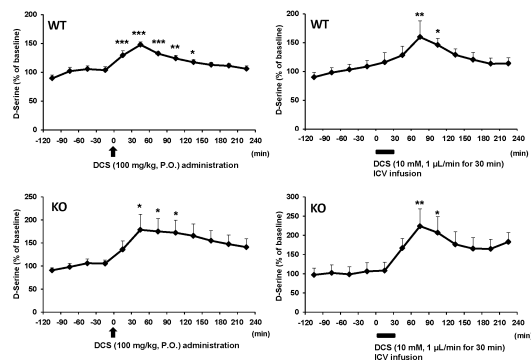 WT
D-Serine (% of baseline)
200
150
100
50
0
*** *** *** ** *
-120 -90 -60 -30 0 30 60 90 120 150 180 210 240
(min)
DCS (100 mg/kg, P.O.) administration
WT
D-Serine (% of baseline)
200
150
100
50
0
** *
-120 -90 -60 -30 0 30 60 90 120 150 180 210 240
(min)
DCS (10 mM, 1 μL/min for 30 min)
ICV infusion
KO
D-Serine (% of baseline)
250
200
150
100
50
0
* * *
-120 -90 -60 -30 0 30 60 90 120 150 180 210 240
(min)
DCS (100 mg/kg, P.O.) administration
KO
D-Serine (% of baseline)
300
250
200
150
100
50
0
** *
-120 -90 -60 -30 0 30 60 90 120 150 180 210 240
(min)
DCS (10 mM, 1 μL/min for 30 min)
ICV infusion